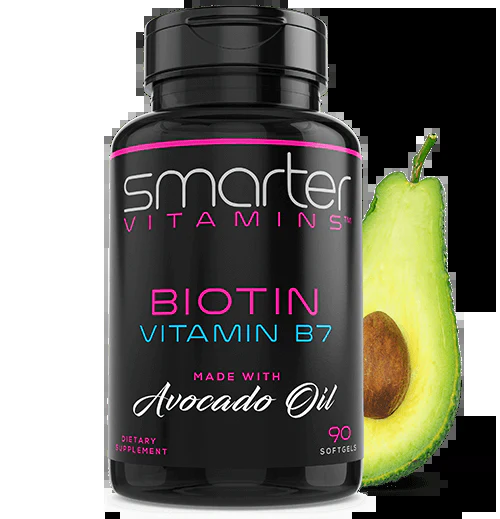 smarter
VITAMINS™
BIOTIN
VITAMIN B7
MADE WITH
Avocado Oil
DIETARY
SUPPLEMENT
90
SOFTGELS